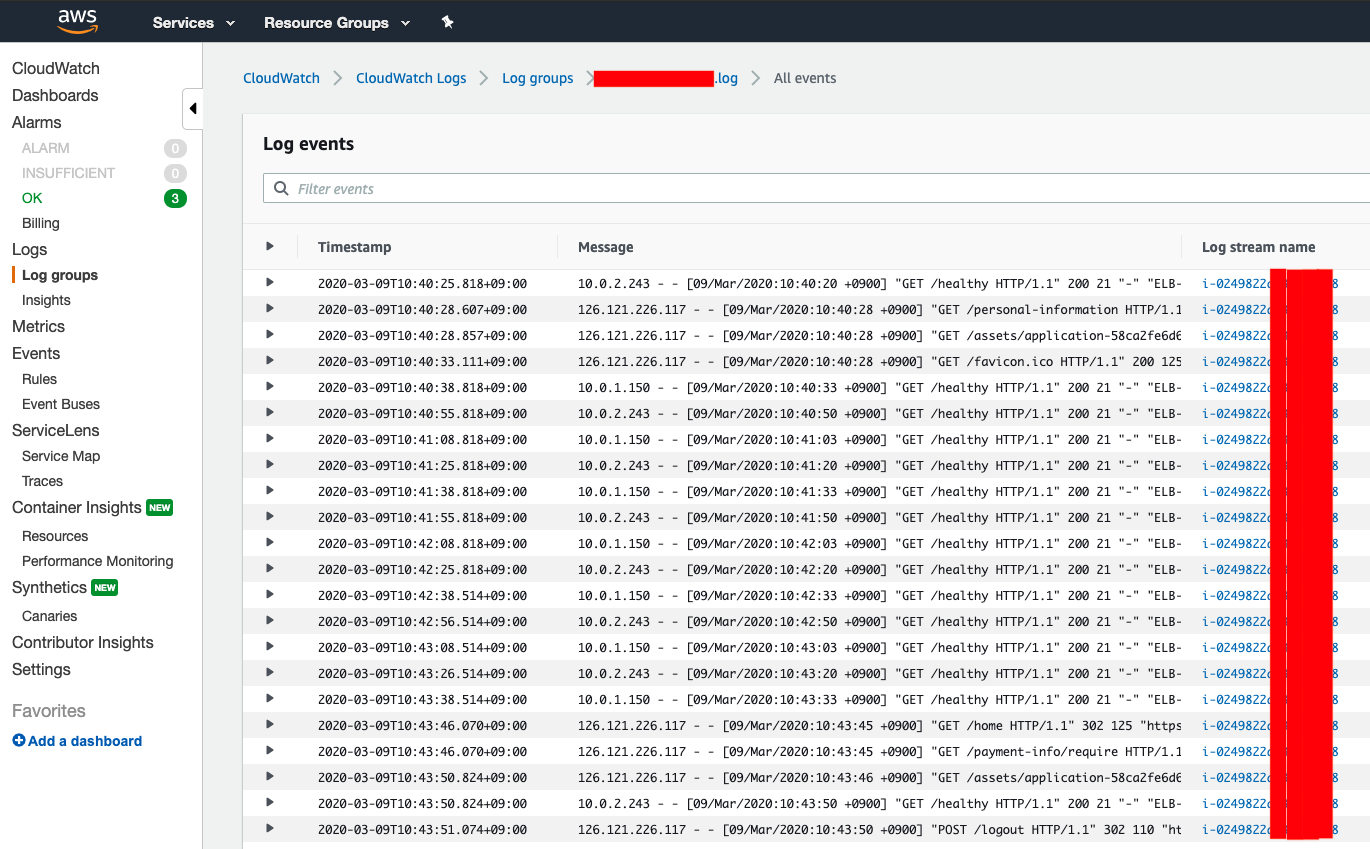 aws Services Resource Groups
CloudWatch
Dashboards
Alarms
ALARM 0
INSUFFICIENT 0
OK 3
Billing
Logs
Log groups
Insights
Metrics
Events
Rules
Event Buses
ServiceLens
Service Map
Traces
Container Insights NEW
Resources
Performance Monitoring
Synthetics NEW
Canaries
Contributor Insights
Settings
Favorites
Add a dashboard
CloudWatch CloudWatch Logs Log groups .log All events
Log events
Filter events
Timestamp Message Log stream name
2020-03-09T10:40:25.818+09:00 10.0.2.243 - - [09/Mar/2020:10:40:20 +0900] "GET /healthy HTTP/1.1" 200 21 "-" "ELB- i-0249822 8
2020-03-09T10:40:28.607+09:00 126.121.226.117 - - [09/Mar/2020:10:40:28 +0900] "GET /personal-information HTTP/1.1 i-0249822 8
2020-03-09T10:40:28.857+09:00 126.121.226.117 - - [09/Mar/2020:10:40:28 +0900] "GET /assets/application-58ca2fe6d6 i-0249822 8
2020-03-09T10:40:33.111+09:00 126.121.226.117 - - [09/Mar/2020:10:40:28 +0900] "GET /favicon.ico HTTP/1.1" 200 125 i-0249822 8
2020-03-09T10:40:38.818+09:00 10.0.1.150 - - [09/Mar/2020:10:40:33 +0900] "GET /healthy HTTP/1.1" 200 21 "-" "ELB- i-0249822 8
2020-03-09T10:40:55.818+09:00 10.0.2.243 - - [09/Mar/2020:10:40:50 +0900] "GET /healthy HTTP/1.1" 200 21 "-" "ELB- i-0249822 8
2020-03-09T10:41:08.818+09:00 10.0.1.150 - - [09/Mar/2020:10:41:03 +0900] "GET /healthy HTTP/1.1" 200 21 "-" "ELB- i-0249822 8
2020-03-09T10:41:25.818+09:00 10.0.2.243 - - [09/Mar/2020:10:41:20 +0900] "GET /healthy HTTP/1.1" 200 21 "-" "ELB- i-0249822 8
2020-03-09T10:41:38.818+09:00 10.0.1.150 - - [09/Mar/2020:10:41:33 +0900] "GET /healthy HTTP/1.1" 200 21 "-" "ELB- i-0249822 8
2020-03-09T10:41:55.818+09:00 10.0.2.243 - - [09/Mar/2020:10:41:50 +0900] "GET /healthy HTTP/1.1" 200 21 "-" "ELB- i-0249822 8
2020-03-09T10:42:08.818+09:00 10.0.1.150 - - [09/Mar/2020:10:42:03 +0900] "GET /healthy HTTP/1.1" 200 21 "-" "ELB- i-0249822 8
2020-03-09T10:42:25.818+09:00 10.0.2.243 - - [09/Mar/2020:10:42:20 +0900] "GET /healthy HTTP/1.1" 200 21 "-" "ELB- i-0249822 8
2020-03-09T10:42:38.514+09:00 10.0.1.150 - - [09/Mar/2020:10:42:33 +0900] "GET /healthy HTTP/1.1" 200 21 "-" "ELB- i-0249822 8
2020-03-09T10:42:56.514+09:00 10.0.2.243 - - [09/Mar/2020:10:42:50 +0900] "GET /healthy HTTP/1.1" 200 21 "-" "ELB- i-0249822 8
2020-03-09T10:43:08.514+09:00 10.0.1.150 - - [09/Mar/2020:10:43:03 +0900] "GET /healthy HTTP/1.1" 200 21 "-" "ELB- i-0249822 8
2020-03-09T10:43:26.514+09:00 10.0.2.243 - - [09/Mar/2020:10:43:20 +0900] "GET /healthy HTTP/1.1" 200 21 "-" "ELB- i-0249822 8
2020-03-09T10:43:38.514+09:00 10.0.1.150 - - [09/Mar/2020:10:43:33 +0900] "GET /healthy HTTP/1.1" 200 21 "-" "ELB- i-0249822 8
2020-03-09T10:43:46.070+09:00 126.121.226.117 - - [09/Mar/2020:10:43:45 +0900] "GET /home HTTP/1.1" 302 125 "https i-0249822 8
2020-03-09T10:43:46.070+09:00 126.121.226.117 - - [09/Mar/2020:10:43:45 +0900] "GET /payment-info/require HTTP/1.1 i-0249822 8
2020-03-09T10:43:50.824+09:00 126.121.226.117 - - [09/Mar/2020:10:43:46 +0900] "GET /assets/application-58ca2fe6d6 i-0249822 8
2020-03-09T10:43:50.824+09:00 10.0.2.243 - - [09/Mar/2020:10:43:50 +0900] "GET /healthy HTTP/1.1" 200 21 "-" "ELB- i-0249822 8
2020-03-09T10:43:51.074+09:00 126.121.226.117 - - [09/Mar/2020:10:43:50 +0900] "POST /logout HTTP/1.1" 302 110 "ht i-0249822 8